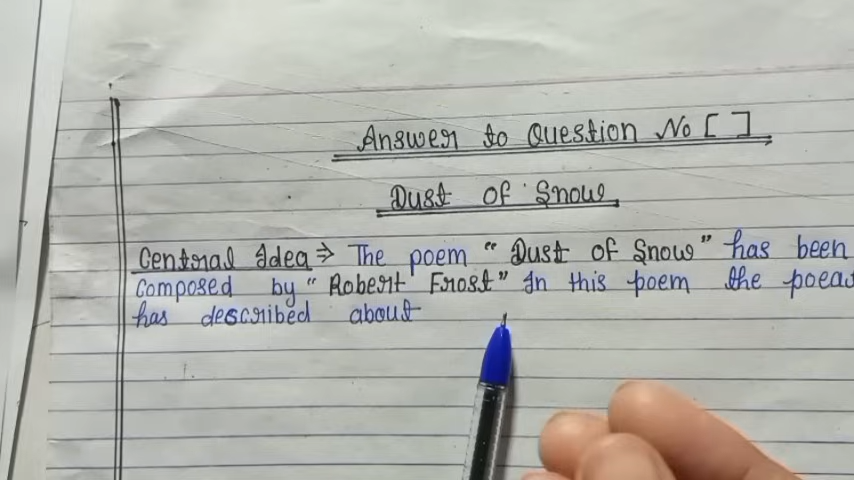 Answer to Question No [ ]
Dust of Snow
Central Idea ⇒ The poem "Dust of Snow" has been
composed by "Robert Frost" In this poem the poeat
has described about